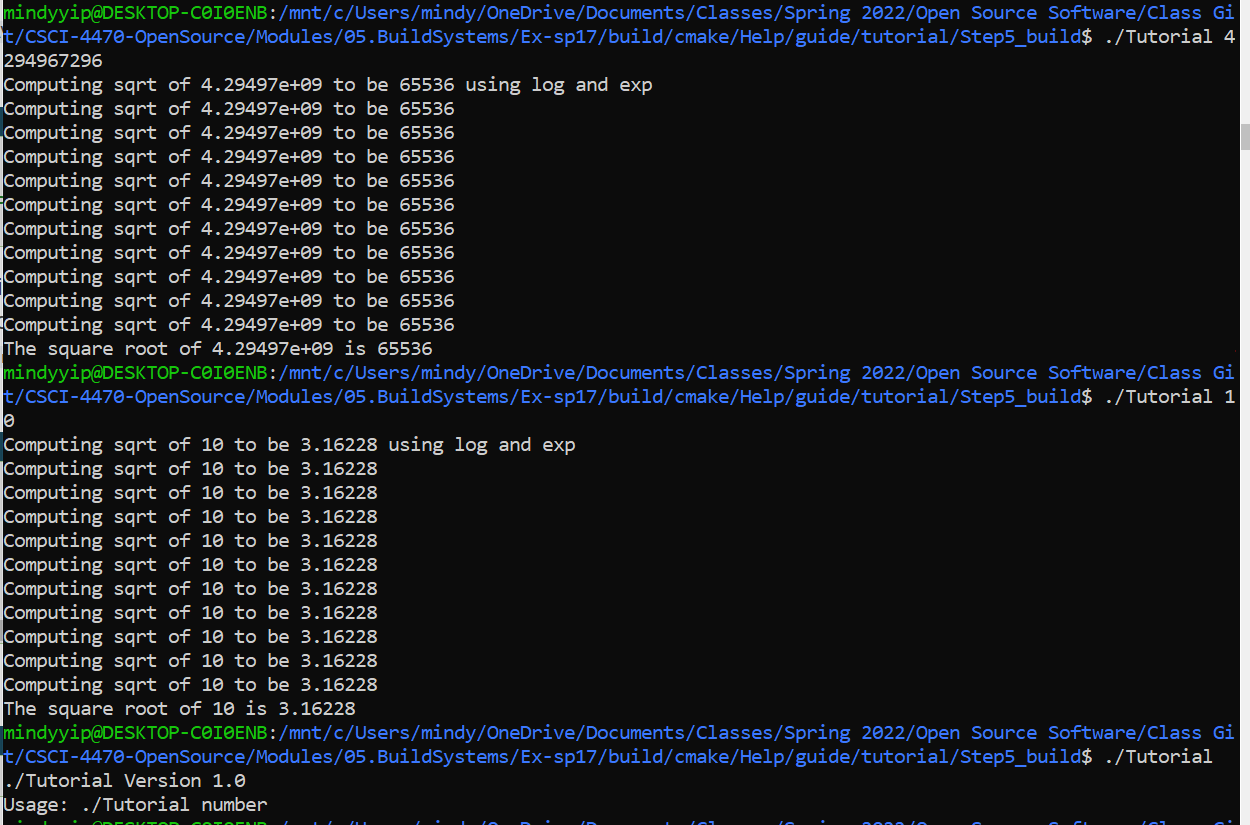 mindyyip@DESKTOP-C0I0ENB:/mnt/c/Users/mindy/OneDrive/Documents/Classes/Spring 2022/Open Source Software/Class Gi
t/CSCI-4470-OpenSource/Modules/05.BuildSystems/Ex-sp17/build/cmake/Help/guide/tutorial/Step5_build$ ./Tutorial 4
294967296
Computing sqrt of 4.29497e+09 to be 65536 using log and exp
Computing sqrt of 4.29497e+09 to be 65536
Computing sqrt of 4.29497e+09 to be 65536
Computing sqrt of 4.29497e+09 to be 65536
Computing sqrt of 4.29497e+09 to be 65536
Computing sqrt of 4.29497e+09 to be 65536
Computing sqrt of 4.29497e+09 to be 65536
Computing sqrt of 4.29497e+09 to be 65536
Computing sqrt of 4.29497e+09 to be 65536
Computing sqrt of 4.29497e+09 to be 65536
Computing sqrt of 4.29497e+09 to be 65536
The square root of 4.29497e+09 is 65536
mindyyip@DESKTOP-C0I0ENB:/mnt/c/Users/mindy/OneDrive/Documents/Classes/Spring 2022/Open Source Software/Class Gi
t/CSCI-4470-OpenSource/Modules/05.BuildSystems/Ex-sp17/build/cmake/Help/guide/tutorial/Step5_build$ ./Tutorial 1
0
Computing sqrt of 10 to be 3.16228 using log and exp
Computing sqrt of 10 to be 3.16228
Computing sqrt of 10 to be 3.16228
Computing sqrt of 10 to be 3.16228
Computing sqrt of 10 to be 3.16228
Computing sqrt of 10 to be 3.16228
Computing sqrt of 10 to be 3.16228
Computing sqrt of 10 to be 3.16228
Computing sqrt of 10 to be 3.16228
Computing sqrt of 10 to be 3.16228
Computing sqrt of 10 to be 3.16228
The square root of 10 is 3.16228
mindyyip@DESKTOP-C0I0ENB:/mnt/c/Users/mindy/OneDrive/Documents/Classes/Spring 2022/Open Source Software/Class Gi
t/CSCI-4470-OpenSource/Modules/05.BuildSystems/Ex-sp17/build/cmake/Help/guide/tutorial/Step5_build$ ./Tutorial
./Tutorial Version 1.0
Usage: ./Tutorial number